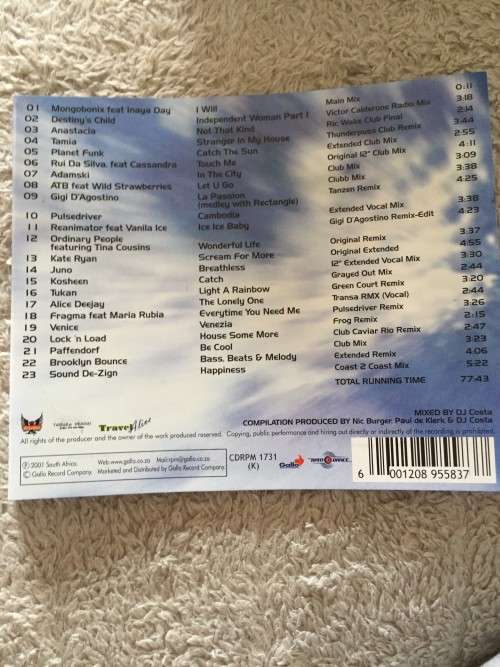 01 Mongobonix feat Inaya Day I Will Main Mix 0:11
02 Destiny's Child Independent Woman Part I Victor Calderone Radio Mix 3:18
03 Anastacia Not That Kind Ric Wake Club Final 2:14
04 Tamia Stranger In My House Thunderpuss Club Remix 3:44
05 Planet Funk Catch The Sun Extended Club Mix 2:55
06 Rui Da Silva feat Cassandra Touch Me Original 12" Club Mix 4:11
07 Adamski In The City Club Mix 3:09
08 ATB feat Wild Strawberries Let U Go Clubb Mix 3.38
09 Gigi D'Agostino La Passion Tanzen Remix 4:25
(medley with Rectangle)
10 Pulsedriver Cambodia Extended Vocal Mix 3.38
11 Reanimator feat Vanila Ice Ice Ice Baby Gigi D'Agostino Remix-Edit 4:23
12 Ordinary People
featuring Tina Cousins Wonderful Life Original Remix 3.37
13 Kate Ryan Scream For More Original Extended 4:55
14 Juno Breathless 12" Extended Vocal Mix 3:30
15 Kosheen Catch Grayed Out Mix 2:44
16 Tukan Light A Rainbow Green Court Remix 3:20
17 Alice Deejay The Lonely One Transa RMX (Vocal) 2:44
18 Fragma feat Maria Rubia Everytime You Need Me Pulsedriver Remix 3:26
19 Venice Venezia Frog Remix 2:15
20 Lock 'n Load House Some More Club Caviar Rio Remix 2:47
21 Paffendorf Be Cool Club Mix 3:23
22 Brooklyn Bounce Bass. Beats & Melody Extended Remix 4:06
23 Sound De-Zign Happiness Coast 2 Coast Mix 5:22
TOTAL RUNNING TIME 77:43
MIXED BY DJ Costa
COMPILATION PRODUCED BY Nic Burger. Paul de Klerk & DJ Costa
Travel Alive
All rights of the producer and the owner of the work produced reserved. Copying, public performance and hiring out directly or indirectly of the recording is prohibited.
℗ 2001 South Africa. Web:www.gallo.co.za Mail:rpm@gallo.co.za
© Gallo Record Company. Marketed and Distributed by Gallo Record Company.
CDRPM 1731
(K)
Gallo
6 001208 955837